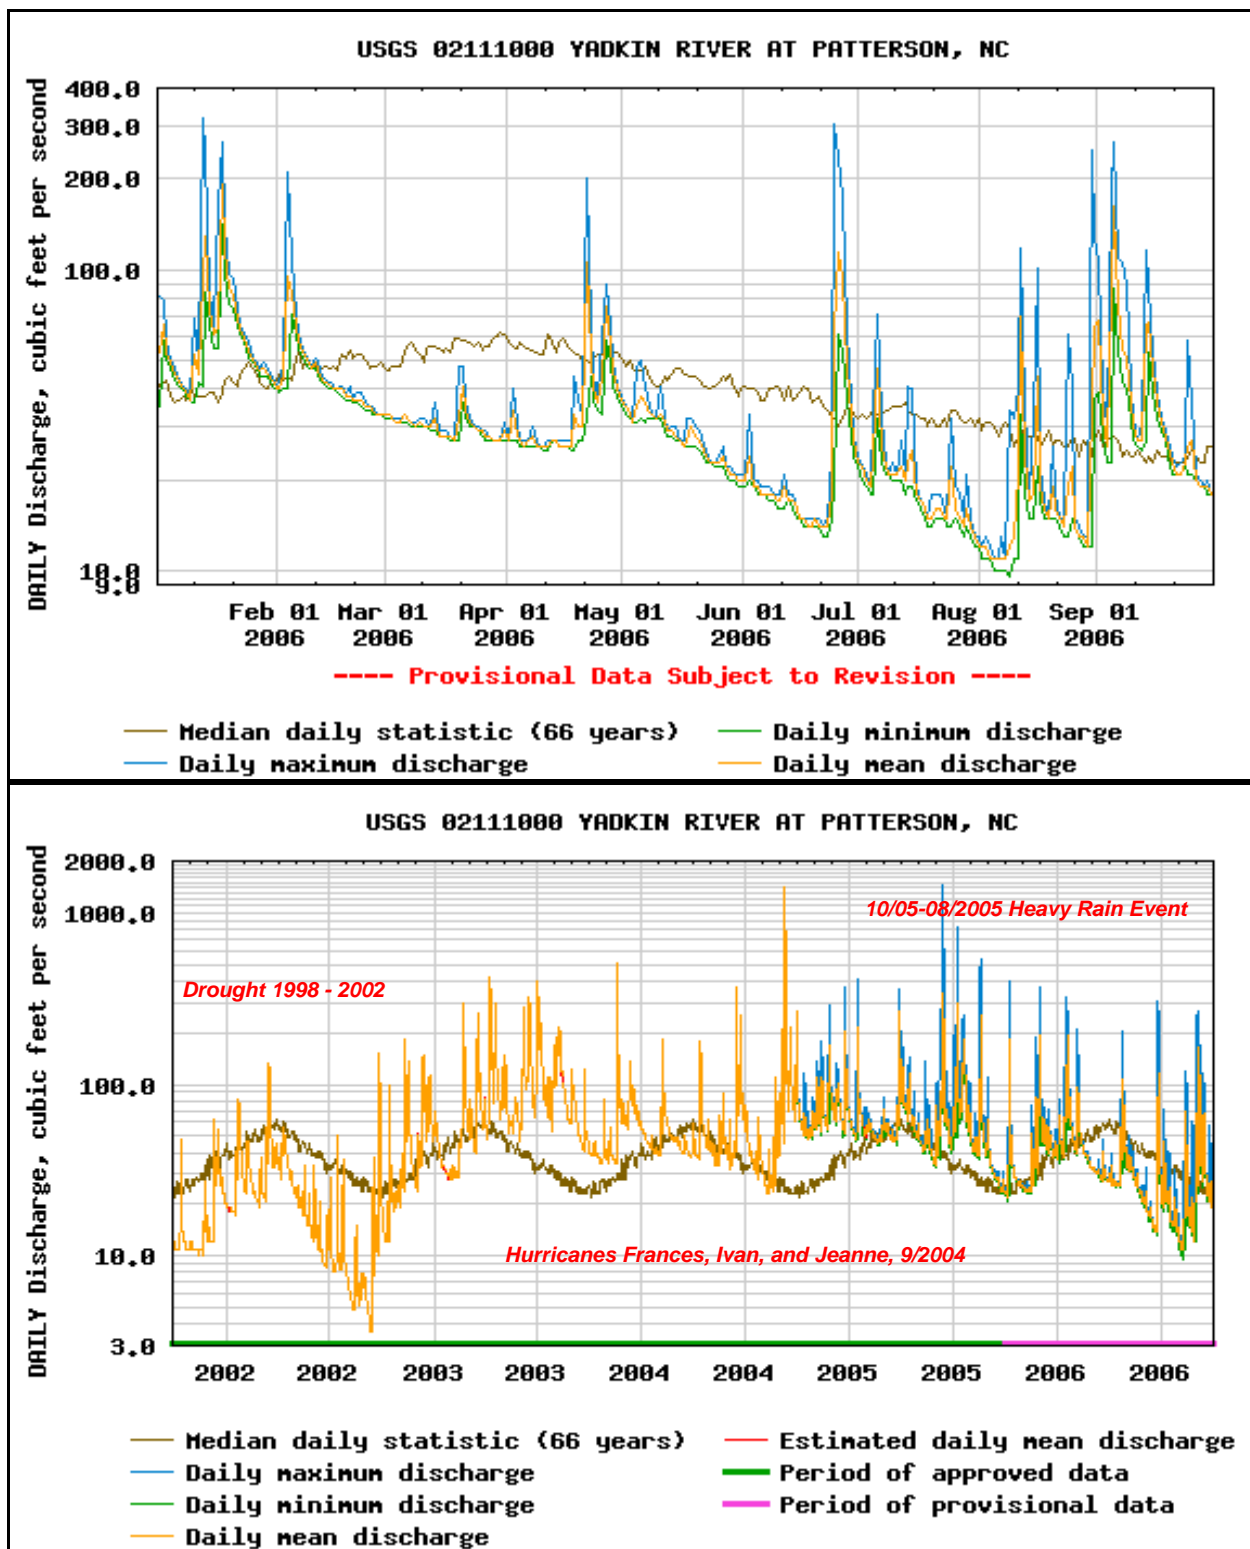 USGS 02111000 YADKIN RIVER AT PATTERSON, NC
DAILY Discharge, cubic feet per second
400.0
300.0
200.0
100.0
10.0
9.0
Feb 01 Mar 01 Apr 01 May 01 Jun 01 Jul 01 Aug 01 Sep 01
2006 2006 2006 2006 2006 2006 2006 2006
---- Provisional Data Subject to Revision ----
Median daily statistic (66 years) Daily minimum discharge
Daily maximum discharge Daily mean discharge
USGS 02111000 YADKIN RIVER AT PATTERSON, NC
DAILY Discharge, cubic feet per second
2000.0
1000.0
100.0
10.0
3.0
10/05-08/2005 Heavy Rain Event
Drought 1998 - 2002
Hurricanes Frances, Ivan, and Jeanne, 9/2004
2002 2002 2003 2003 2004 2004 2005 2005 2006 2006
Median daily statistic (66 years) Estimated daily mean discharge
Daily maximum discharge Period of approved data
Daily minimum discharge Period of provisional data
Daily mean discharge